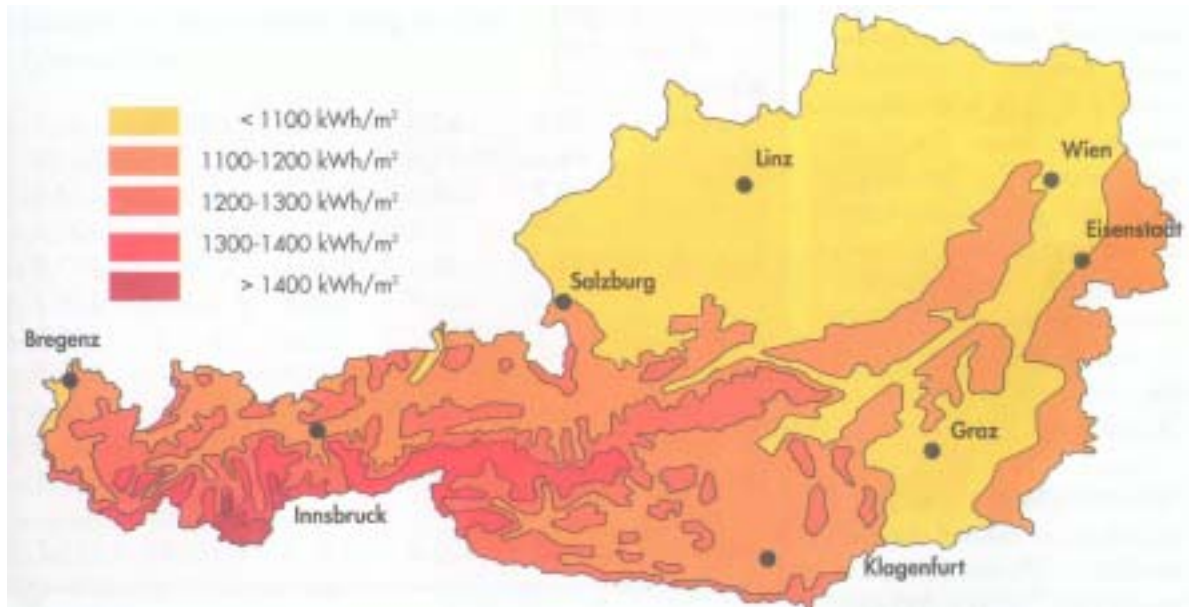 < 1100 kWh/m²
1100-1200 kWh/m²
1200-1300 kWh/m²
1300-1400 kWh/m²
> 1400 kWh/m²
Linz
Wien
Eisenstadt
Salzburg
Bregenz
Graz
Innsbruck
Klagenfurt